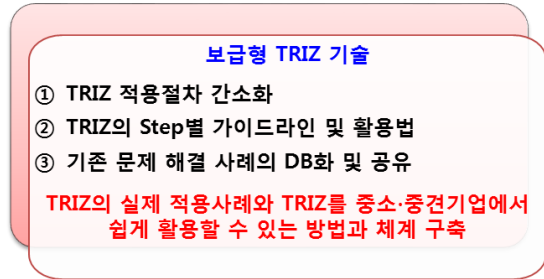 보급형 TRIZ 기술
① TRIZ 적용절차 간소화
② TRIZ의 Step별 가이드라인 및 활용법
③ 기존 문제 해결 사례의 DB화 및 공유
TRIZ의 실제 적용사례와 TRIZ를 중소·중견기업에서
쉽게 활용할 수 있는 방법과 체계 구축